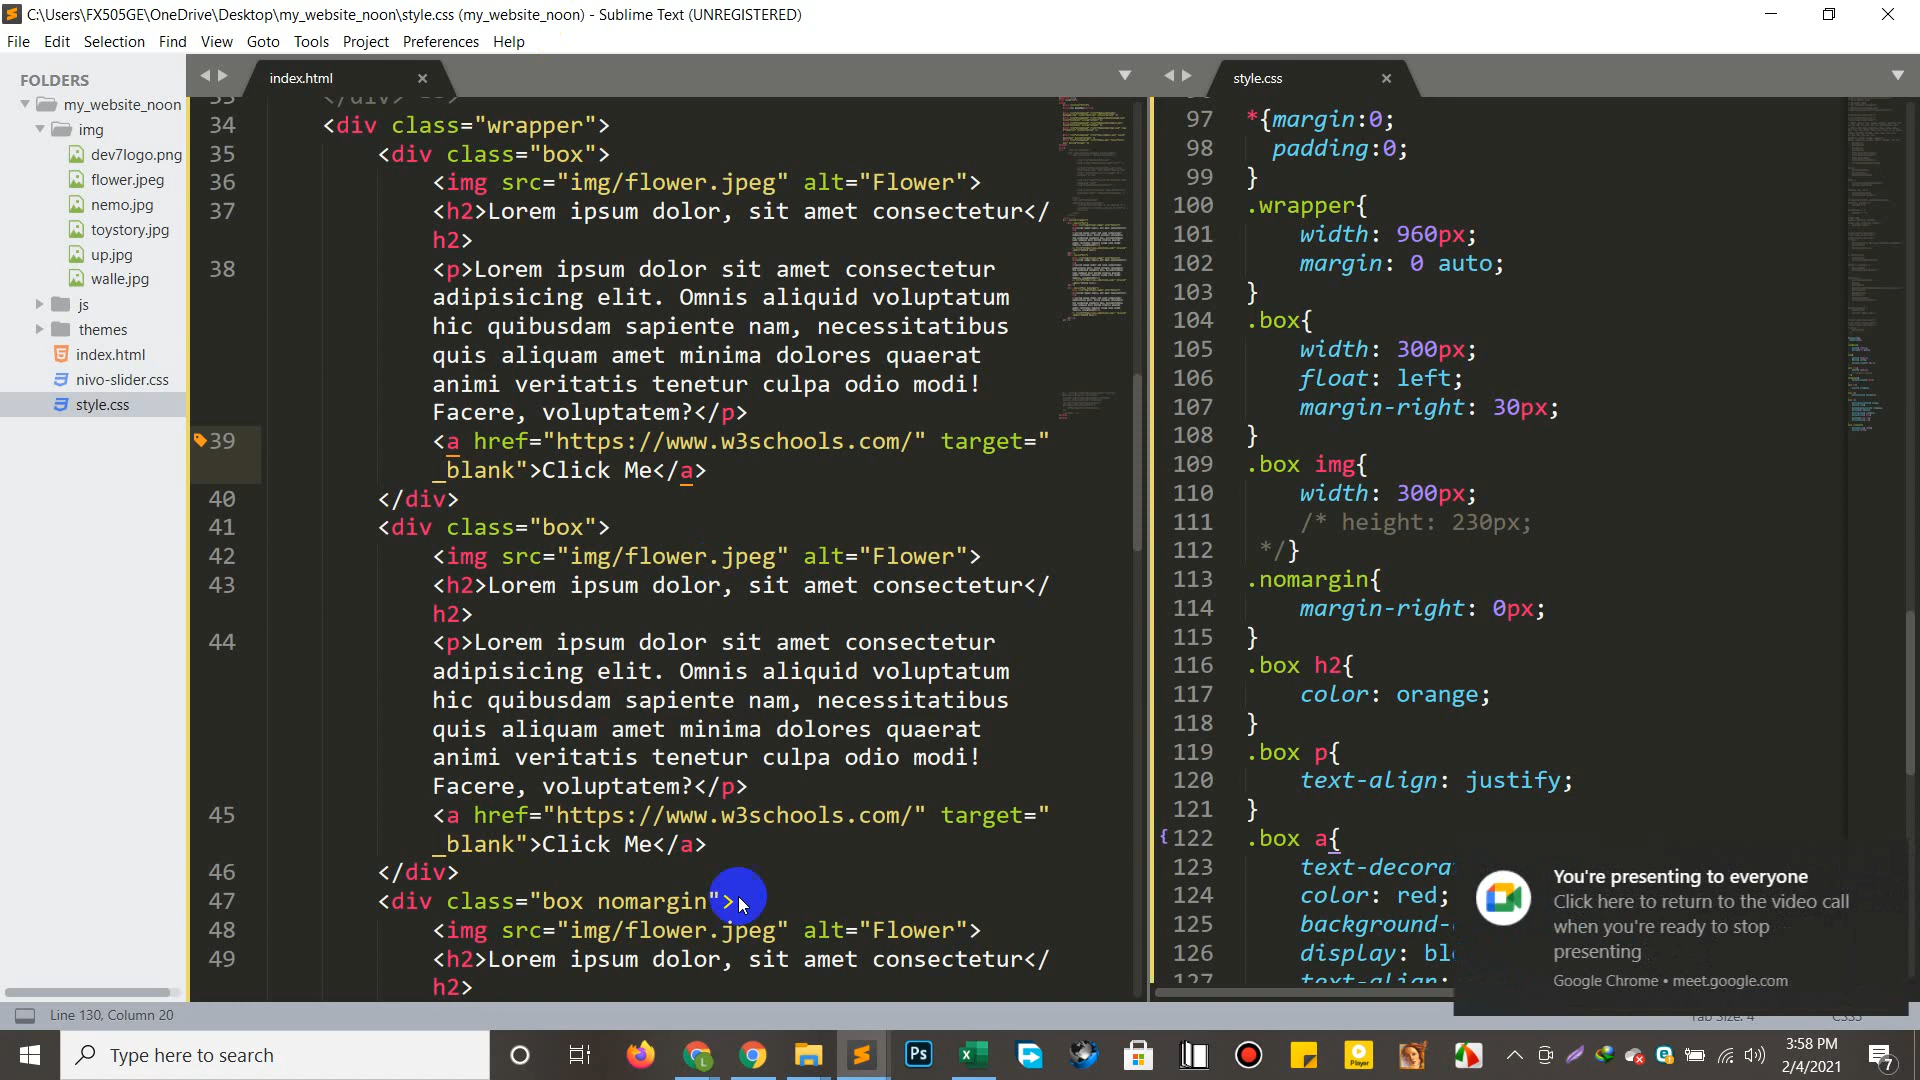 C:\Users\FX505GE\OneDrive\Desktop\my_website_noon\style.css (my_website_noon) - Sublime Text (UNREGISTERED)
File Edit Selection Find View Goto Tools Project Preferences Help
FOLDERS
my_website_noon
img
dev7logo.png
flower.jpeg
nemo.jpg
toystory.jpg
up.jpg
walle.jpg
js
themes
index.html
nivo-slider.css
style.css
index.html
34 <div class="wrapper">
35 <div class="box">
36 <img src="img/flower.jpeg" alt="Flower">
37 <h2>Lorem ipsum dolor, sit amet consectetur</
h2>
38 <p>Lorem ipsum dolor sit amet consectetur
adipisicing elit. Omnis aliquid voluptatum
hic quibusdam sapiente nam, necessitatibus
quis aliquam amet minima dolores quaerat
animi veritatis tenetur culpa odio modi!
Facere, voluptatem?</p>
39 <a href="https://www.w3schools.com/" target="
_blank">Click Me</a>
40 </div>
41 <div class="box">
42 <img src="img/flower.jpeg" alt="Flower">
43 <h2>Lorem ipsum dolor, sit amet consectetur</
h2>
44 <p>Lorem ipsum dolor sit amet consectetur
adipisicing elit. Omnis aliquid voluptatum
hic quibusdam sapiente nam, necessitatibus
quis aliquam amet minima dolores quaerat
animi veritatis tenetur culpa odio modi!
Facere, voluptatem?</p>
45 <a href="https://www.w3schools.com/" target="
_blank">Click Me</a>
46 </div>
47 <div class="box nomargin">
48 <img src="img/flower.jpeg" alt="Flower">
49 <h2>Lorem ipsum dolor, sit amet consectetur</
h2>
style.css
97 *{margin:0;
98 padding:0;
99 }
100 .wrapper{
101 width: 960px;
102 margin: 0 auto;
103 }
104 .box{
105 width: 300px;
106 float: left;
107 margin-right: 30px;
108 }
109 .box img{
110 width: 300px;
111 /* height: 230px;
112 */}
113 .nomargin{
114 margin-right: 0px;
115 }
116 .box h2{
117 color: orange;
118 }
119 .box p{
120 text-align: justify;
121 }
122 .box a{
123 text-decora
124 color: red;
125 background-
126 display: bl
127 text-align:
You're presenting to everyone
Click here to return to the video call
when you're ready to stop
presenting
Google Chrome • meet.google.com
Line 130, Column 20
Tab Size: 4 CSS3
Type here to search
Ps
Player
3:58 PM
2/4/2021
7